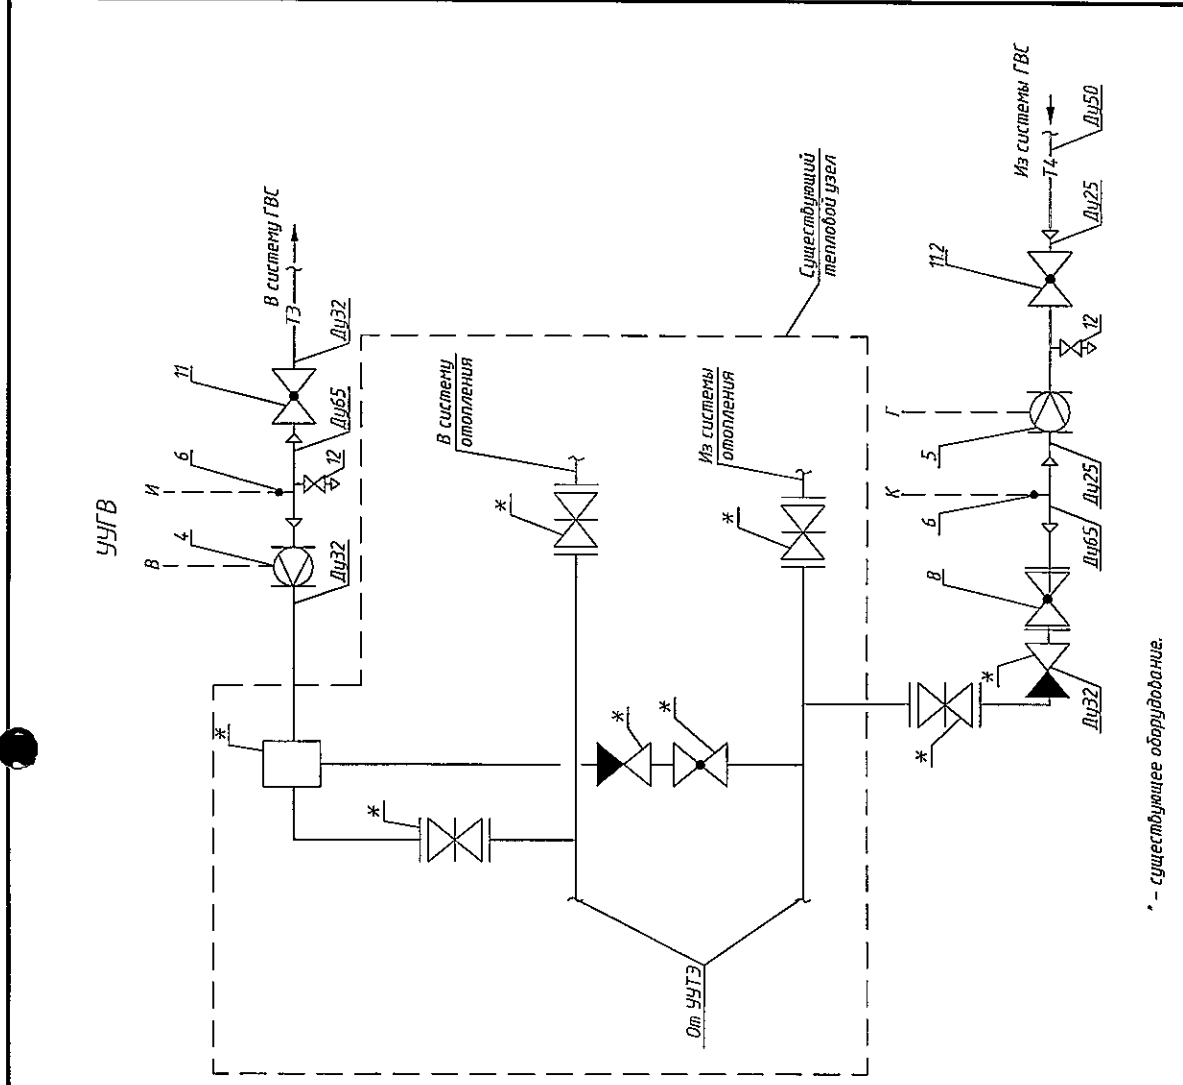 УУГВ
В
4
И
6
12
11
Ду32
Ду65
Ду32
Т3
В систему ГВС
*
*
В систему
отопления
*
Из системы
отопления
*
*
*
От УУТЭ
Существующий
тепловой узел
*
*
Ду32
8
К
6
Ду65
Ду25
Г
5
12
11.2
Ду25
Т4
Ду50
Из системы ГВС
* – существующее оборудование.